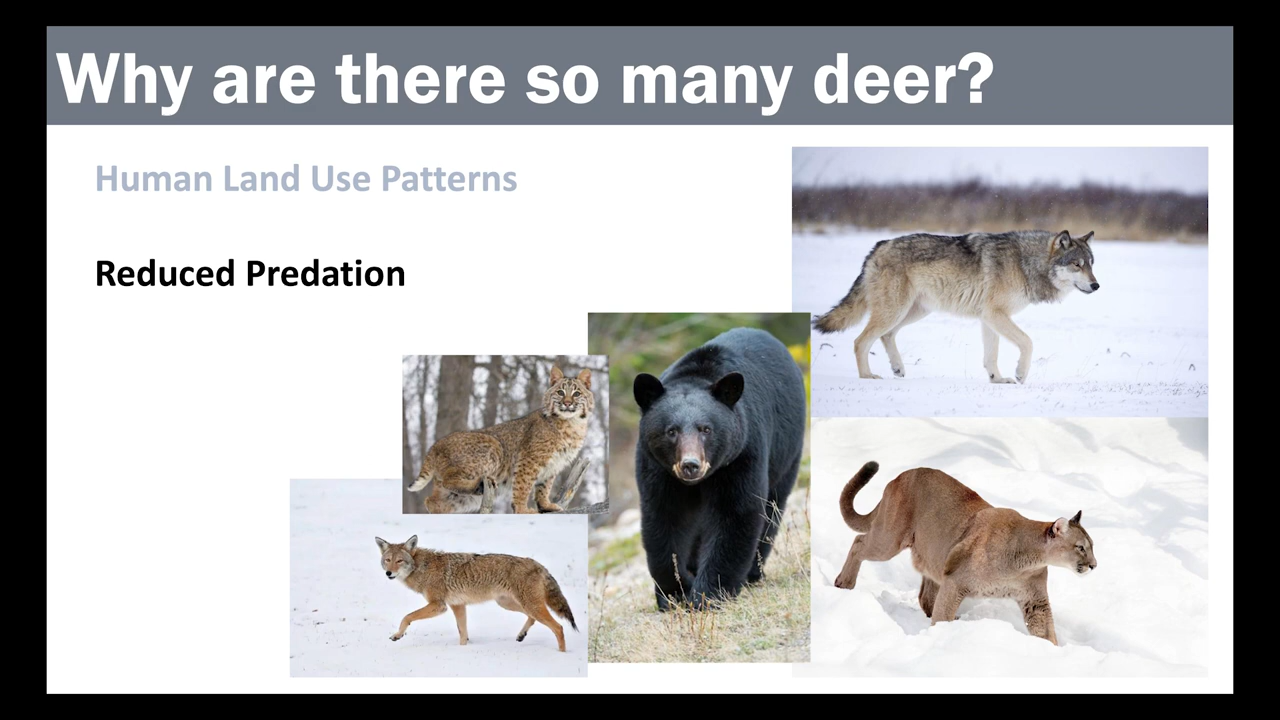 Why are there so many deer?
Human Land Use Patterns
Reduced Predation